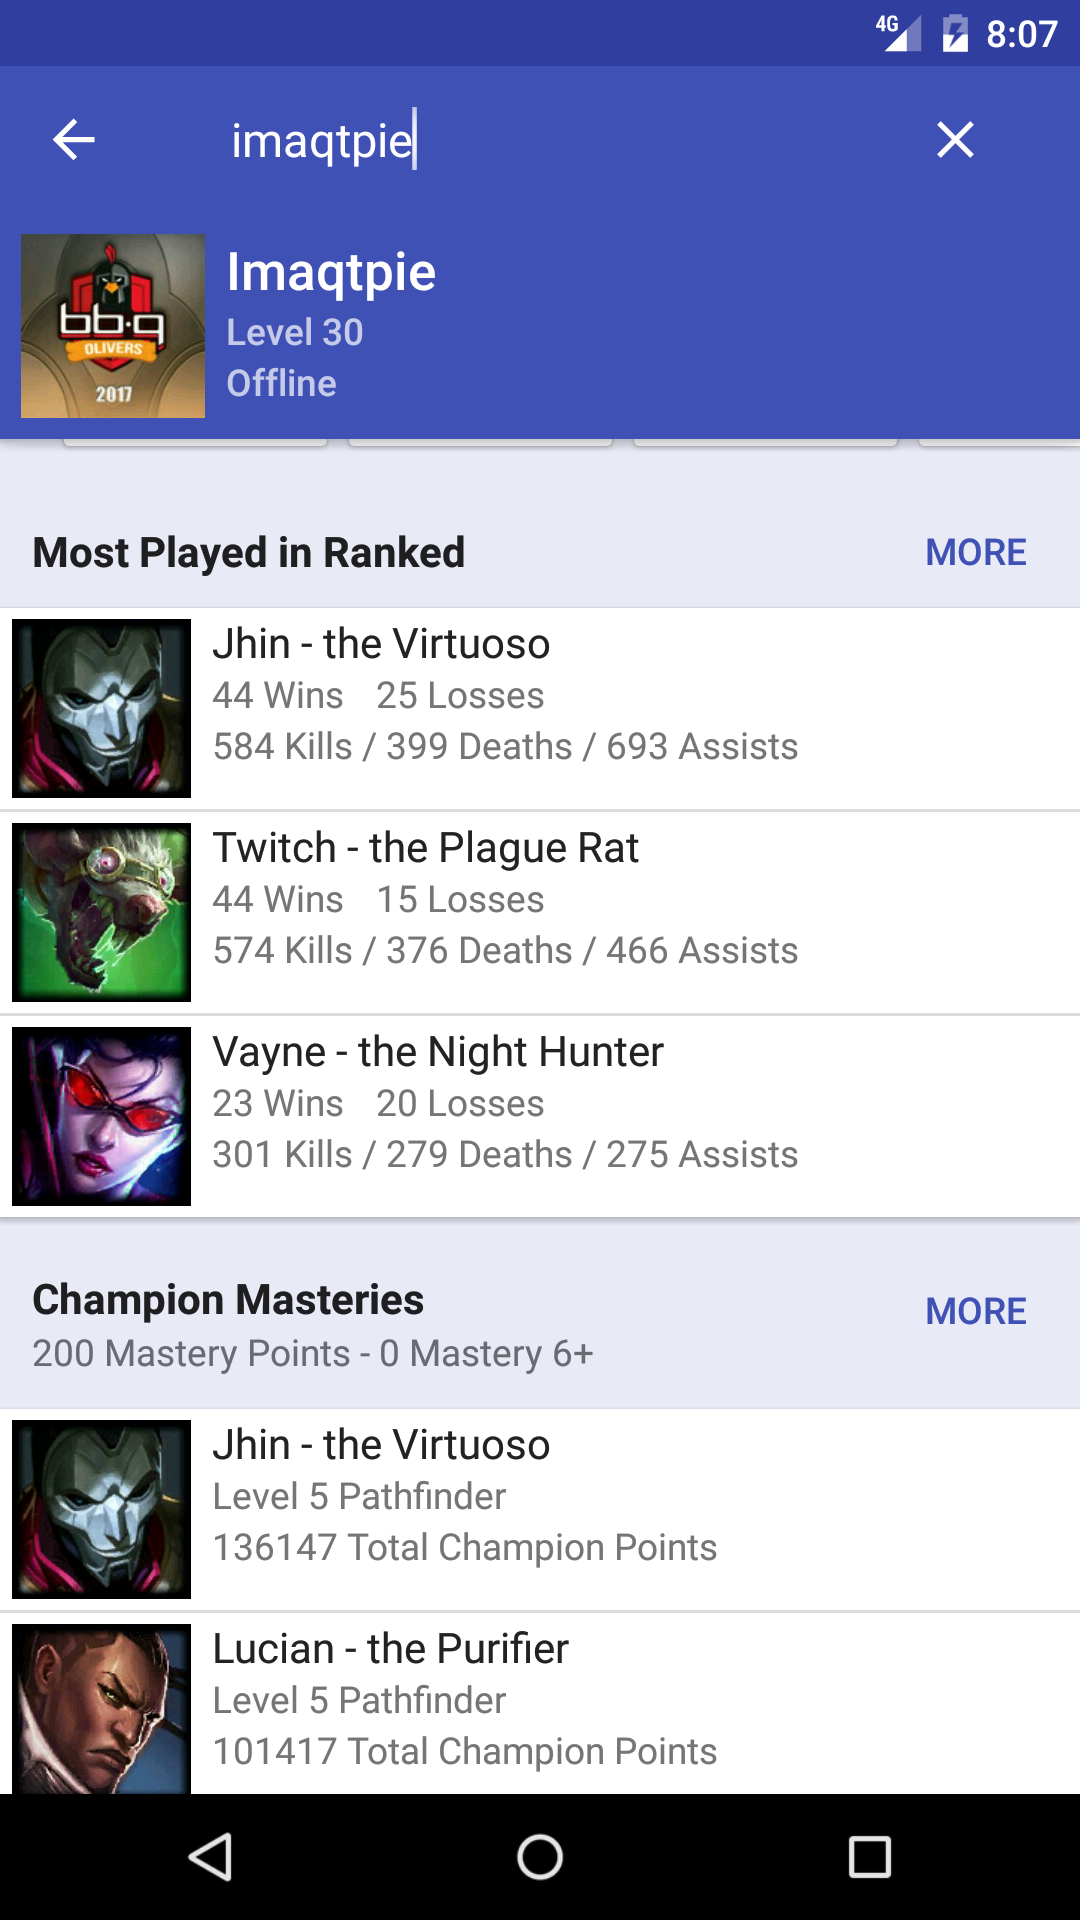 4G 8:07
imaqtpie
bb.q
OLIVERS
2017
Imaqtpie
Level 30
Offline
Most Played in Ranked
MORE
Jhin - the Virtuoso
44 Wins 25 Losses
584 Kills / 399 Deaths / 693 Assists
Twitch - the Plague Rat
44 Wins 15 Losses
574 Kills / 376 Deaths / 466 Assists
Vayne - the Night Hunter
23 Wins 20 Losses
301 Kills / 279 Deaths / 275 Assists
Champion Masteries
MORE
200 Mastery Points - 0 Mastery 6+
Jhin - the Virtuoso
Level 5 Pathfinder
136147 Total Champion Points
Lucian - the Purifier
Level 5 Pathfinder
101417 Total Champion Points